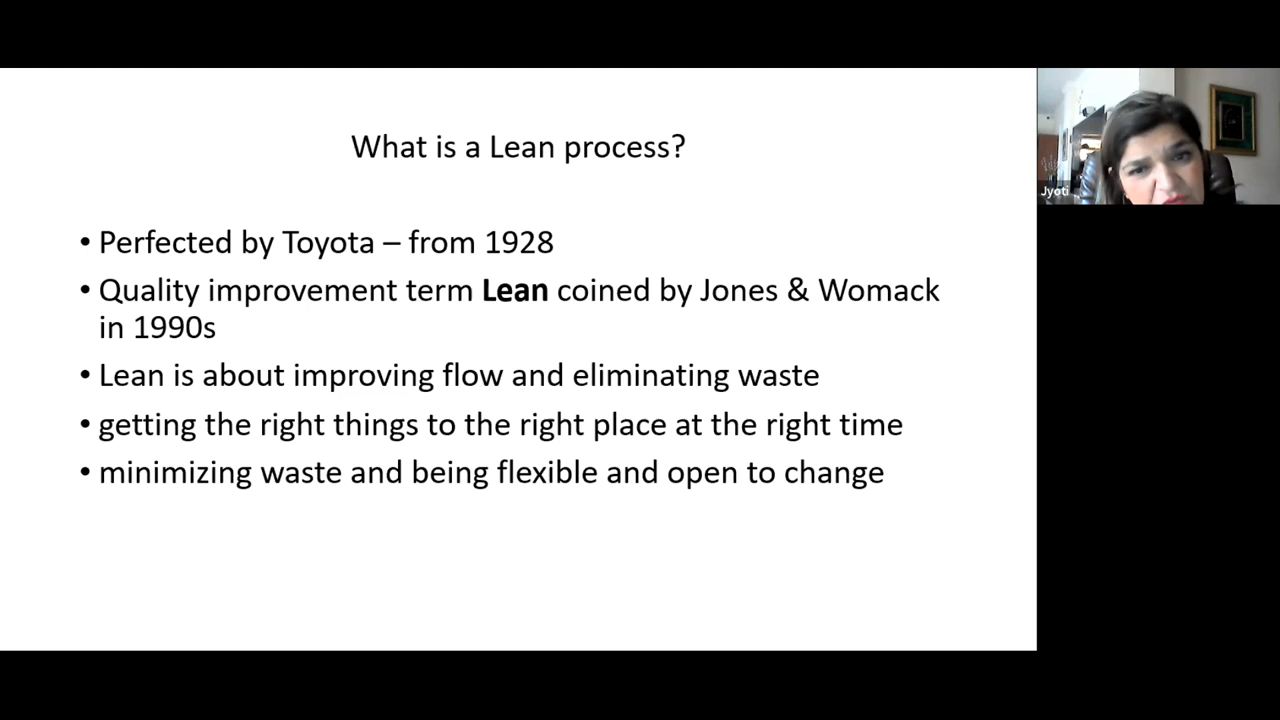 What is a Lean process?
• Perfected by Toyota – from 1928
• Quality improvement term Lean coined by Jones & Womack
in 1990s
• Lean is about improving flow and eliminating waste
• getting the right things to the right place at the right time
• minimizing waste and being flexible and open to change
Jyoti